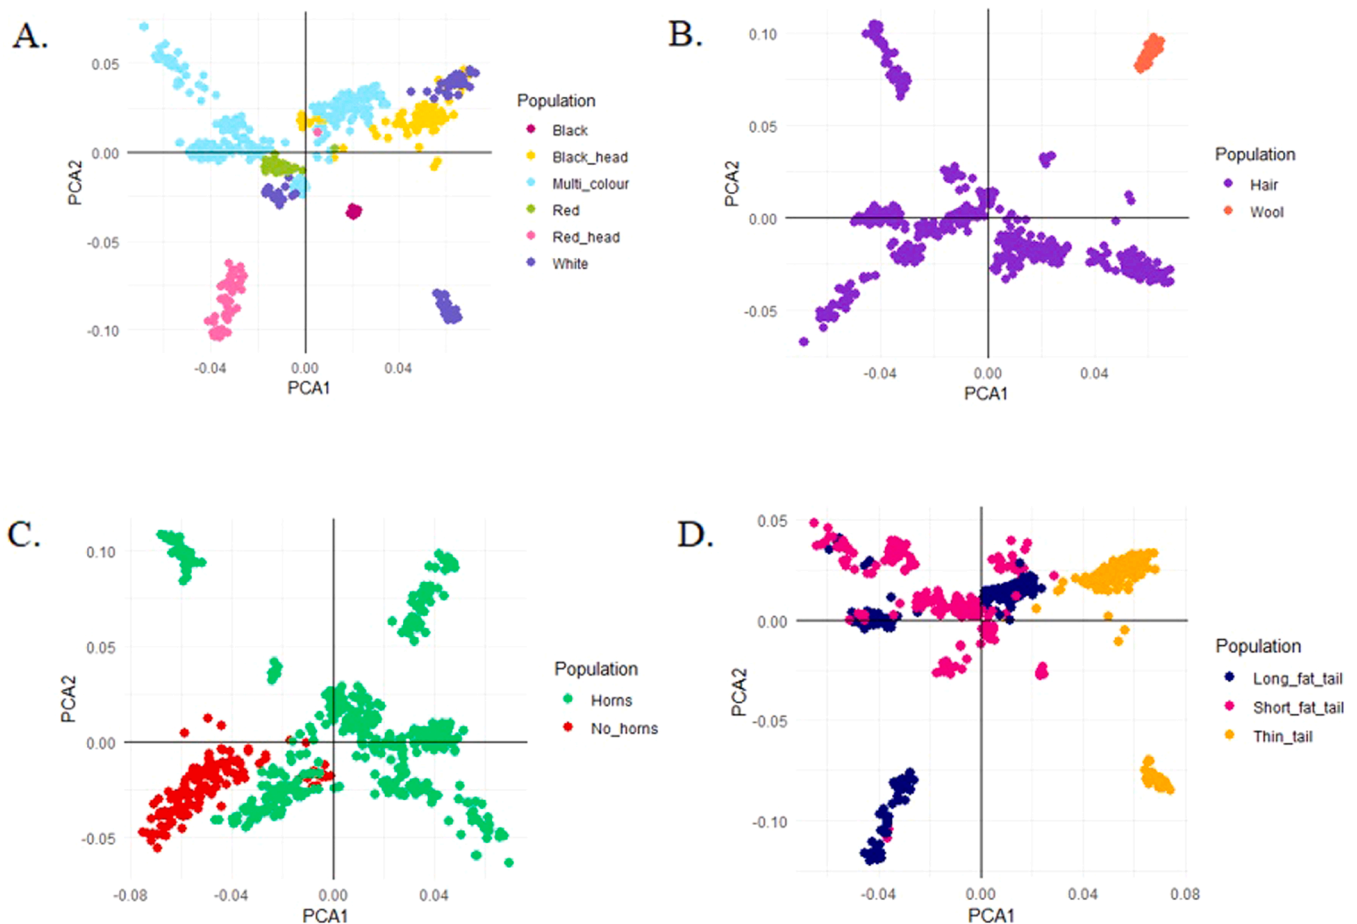 A.
0.05
0.00
-0.05
-0.10
PCA2
-0.04
0.00
0.04
PCA1
Population
Black
Black_head
Multi_colour
Red
Red_head
White
B.
0.10
0.05
0.00
-0.05
PCA2
-0.04
0.00
0.04
PCA1
Population
Hair
Wool
C.
0.10
0.05
0.00
-0.05
PCA2
-0.08
-0.04
0.00
0.04
PCA1
Population
Horns
No_horns
D.
0.05
0.00
-0.05
-0.10
PCA2
-0.04
0.00
0.04
0.08
PCA1
Population
Long_fat_tail
Short_fat_tail
Thin_tail